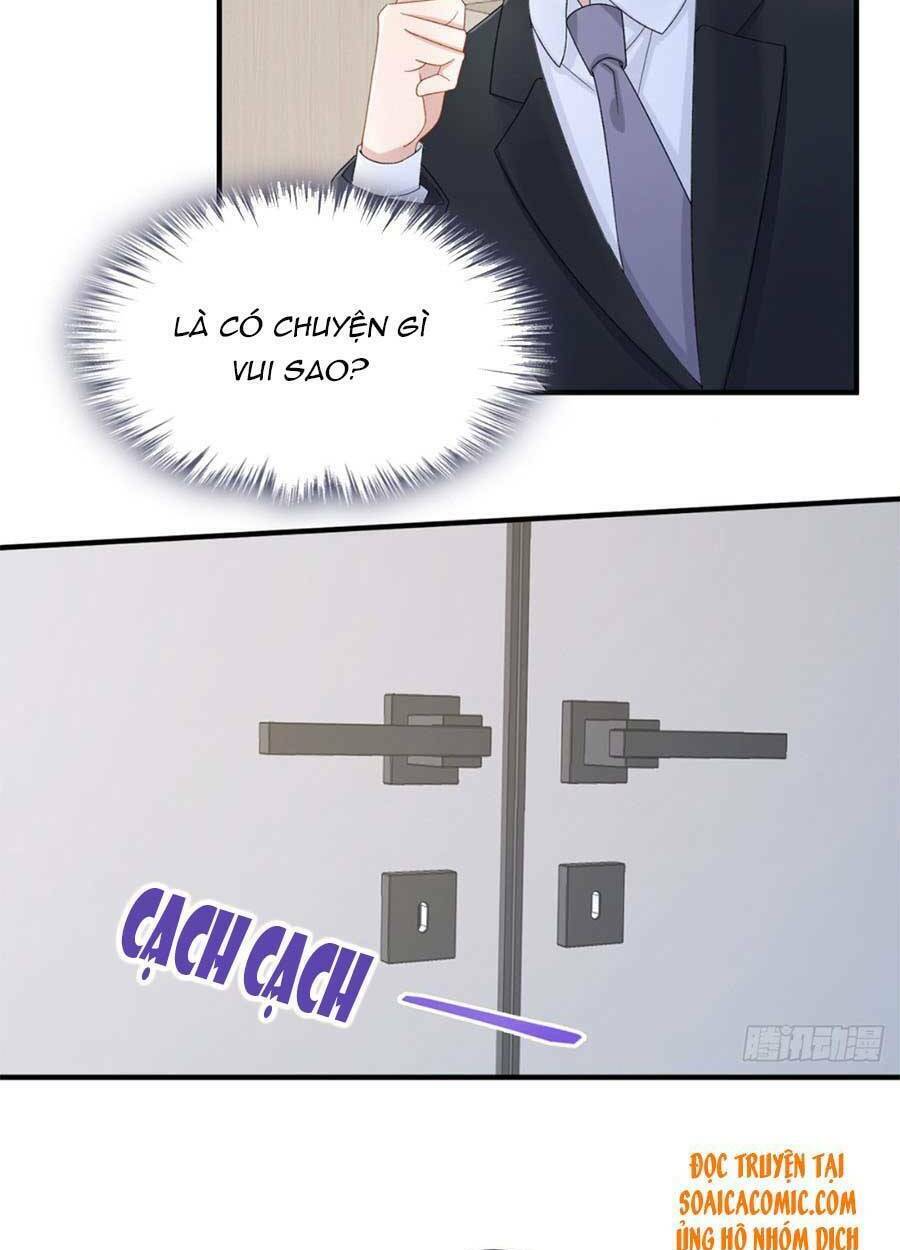 LÀ CÓ CHUYỆN GÌ
VUI SAO?
CẠCH CẠCH
腾讯动漫
ĐỌC TRUYỆN TẠI
SOAICACOMIC.COM
ỦNG HỘ NHÓM DỊCH